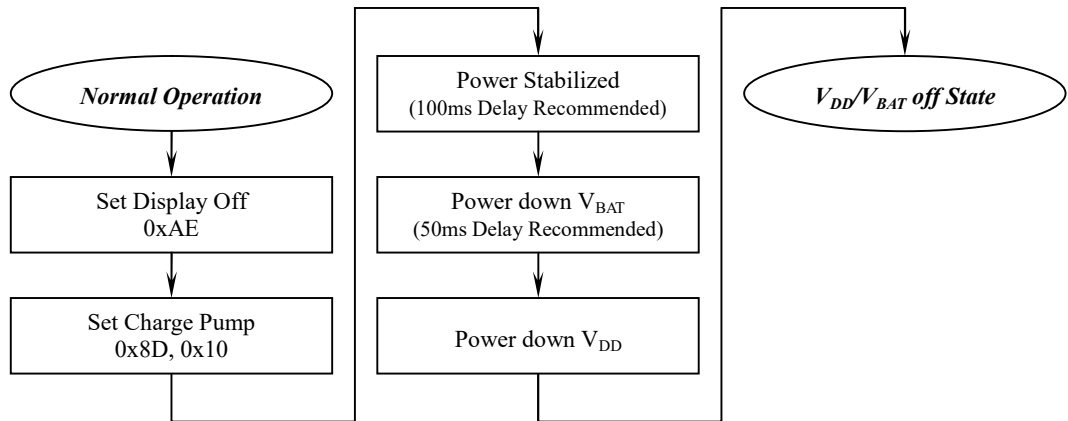 Normal Operation
Set Display Off
0xAE
Set Charge Pump
0x8D, 0x10
Power Stabilized
(100ms Delay Recommended)
Power down VBAT
(50ms Delay Recommended)
Power down VDD
VDD/VBAT off State